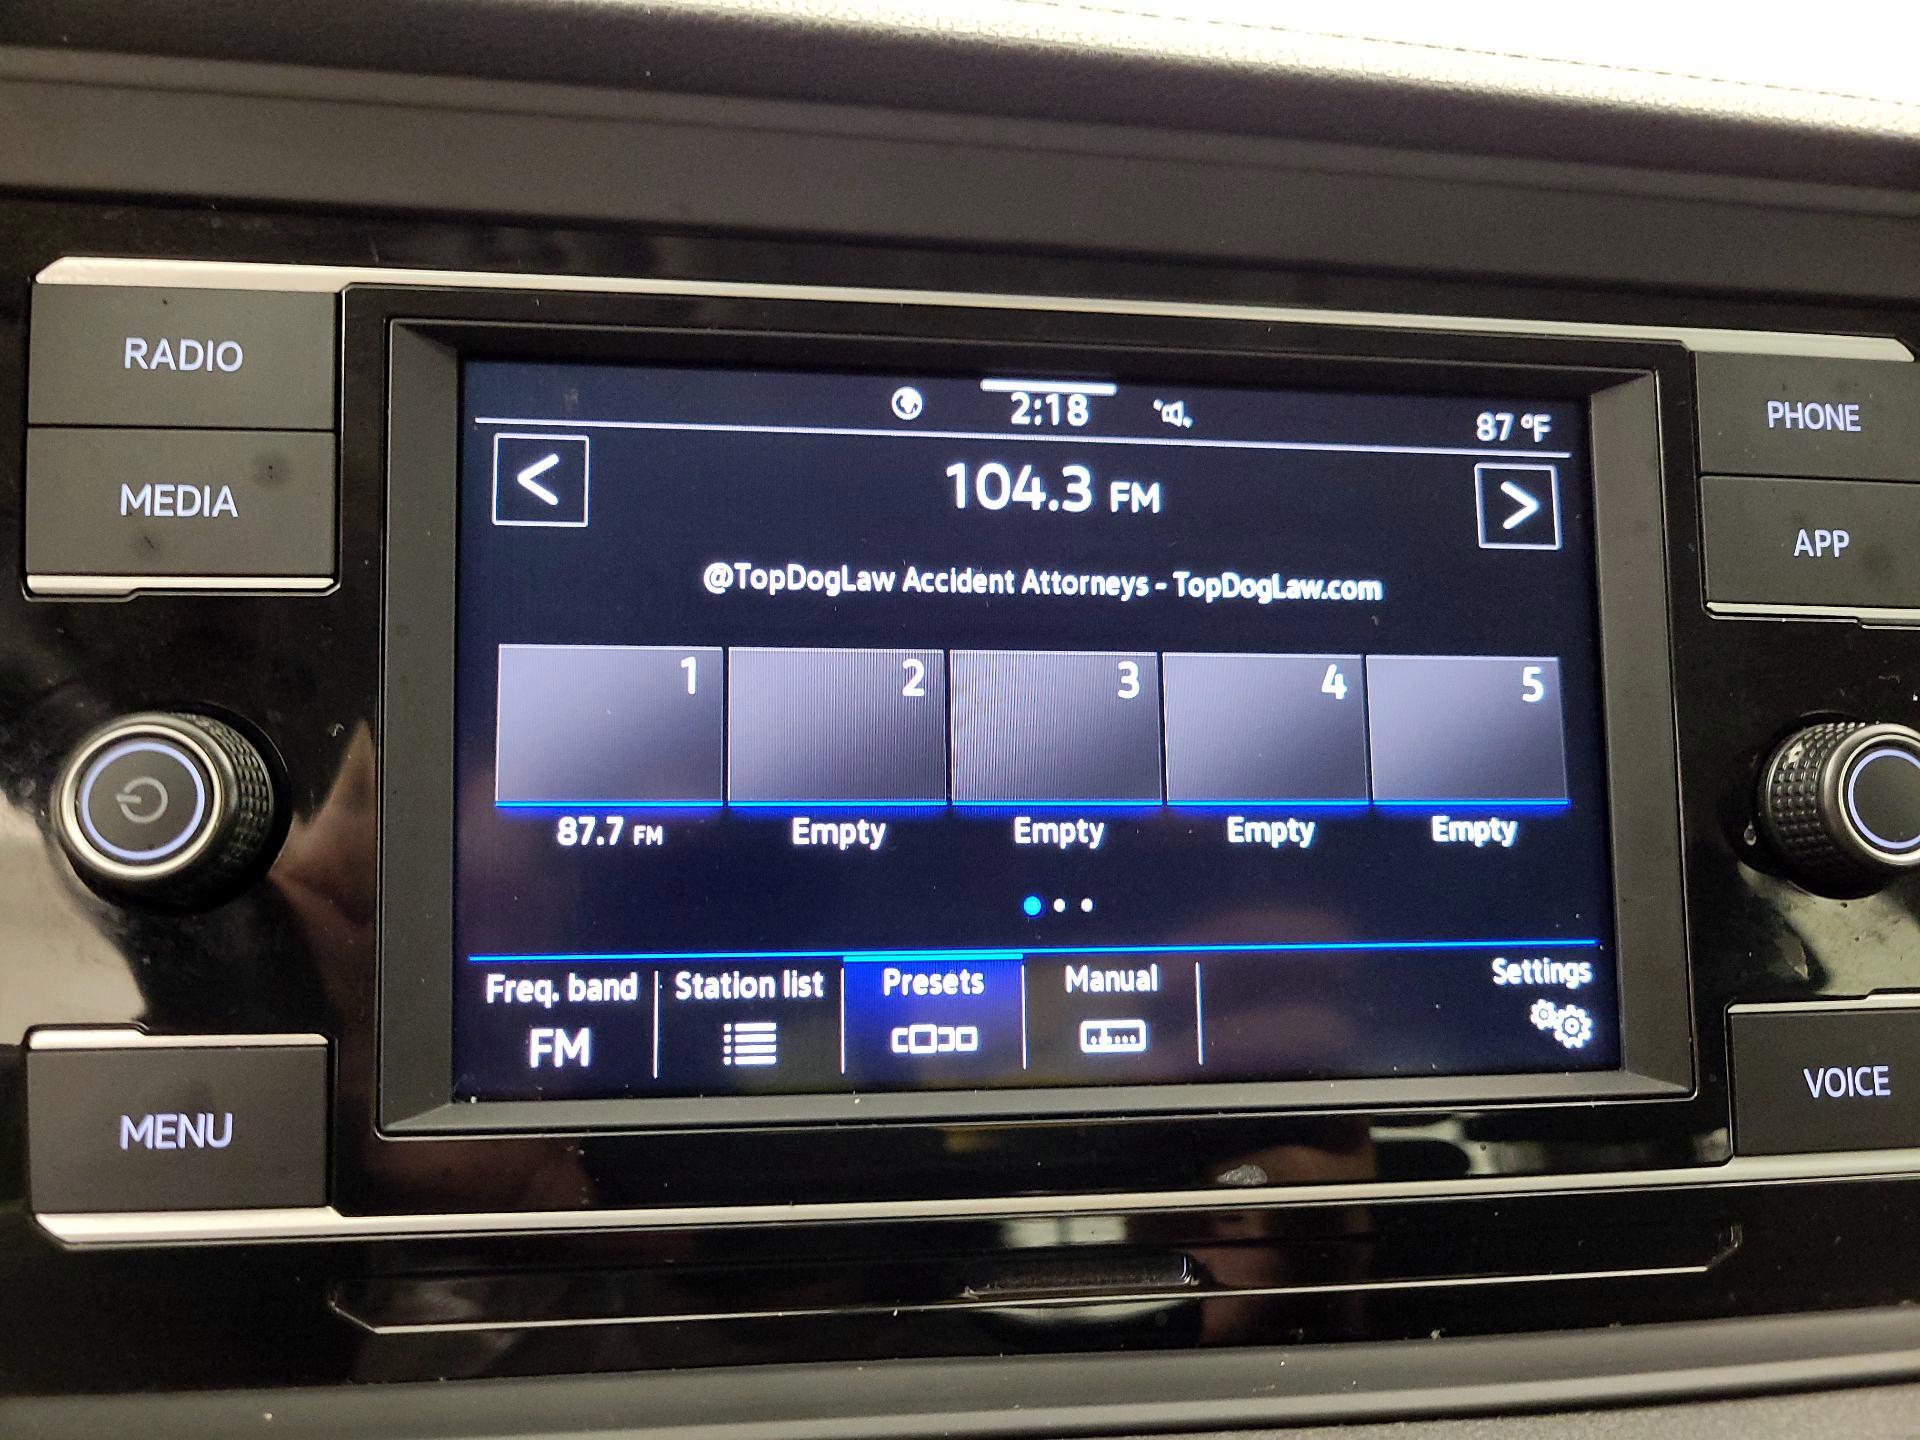 RADIO
MEDIA
MENU
2:18
87 °F
104.3 FM
@TopDogLaw Accident Attorneys - TopDogLaw.com
1
2
3
4
5
87.7 FM
Empty
Empty
Empty
Empty
Freq. band
FM
Station list
Presets
Manual
Settings
PHONE
APP
VOICE